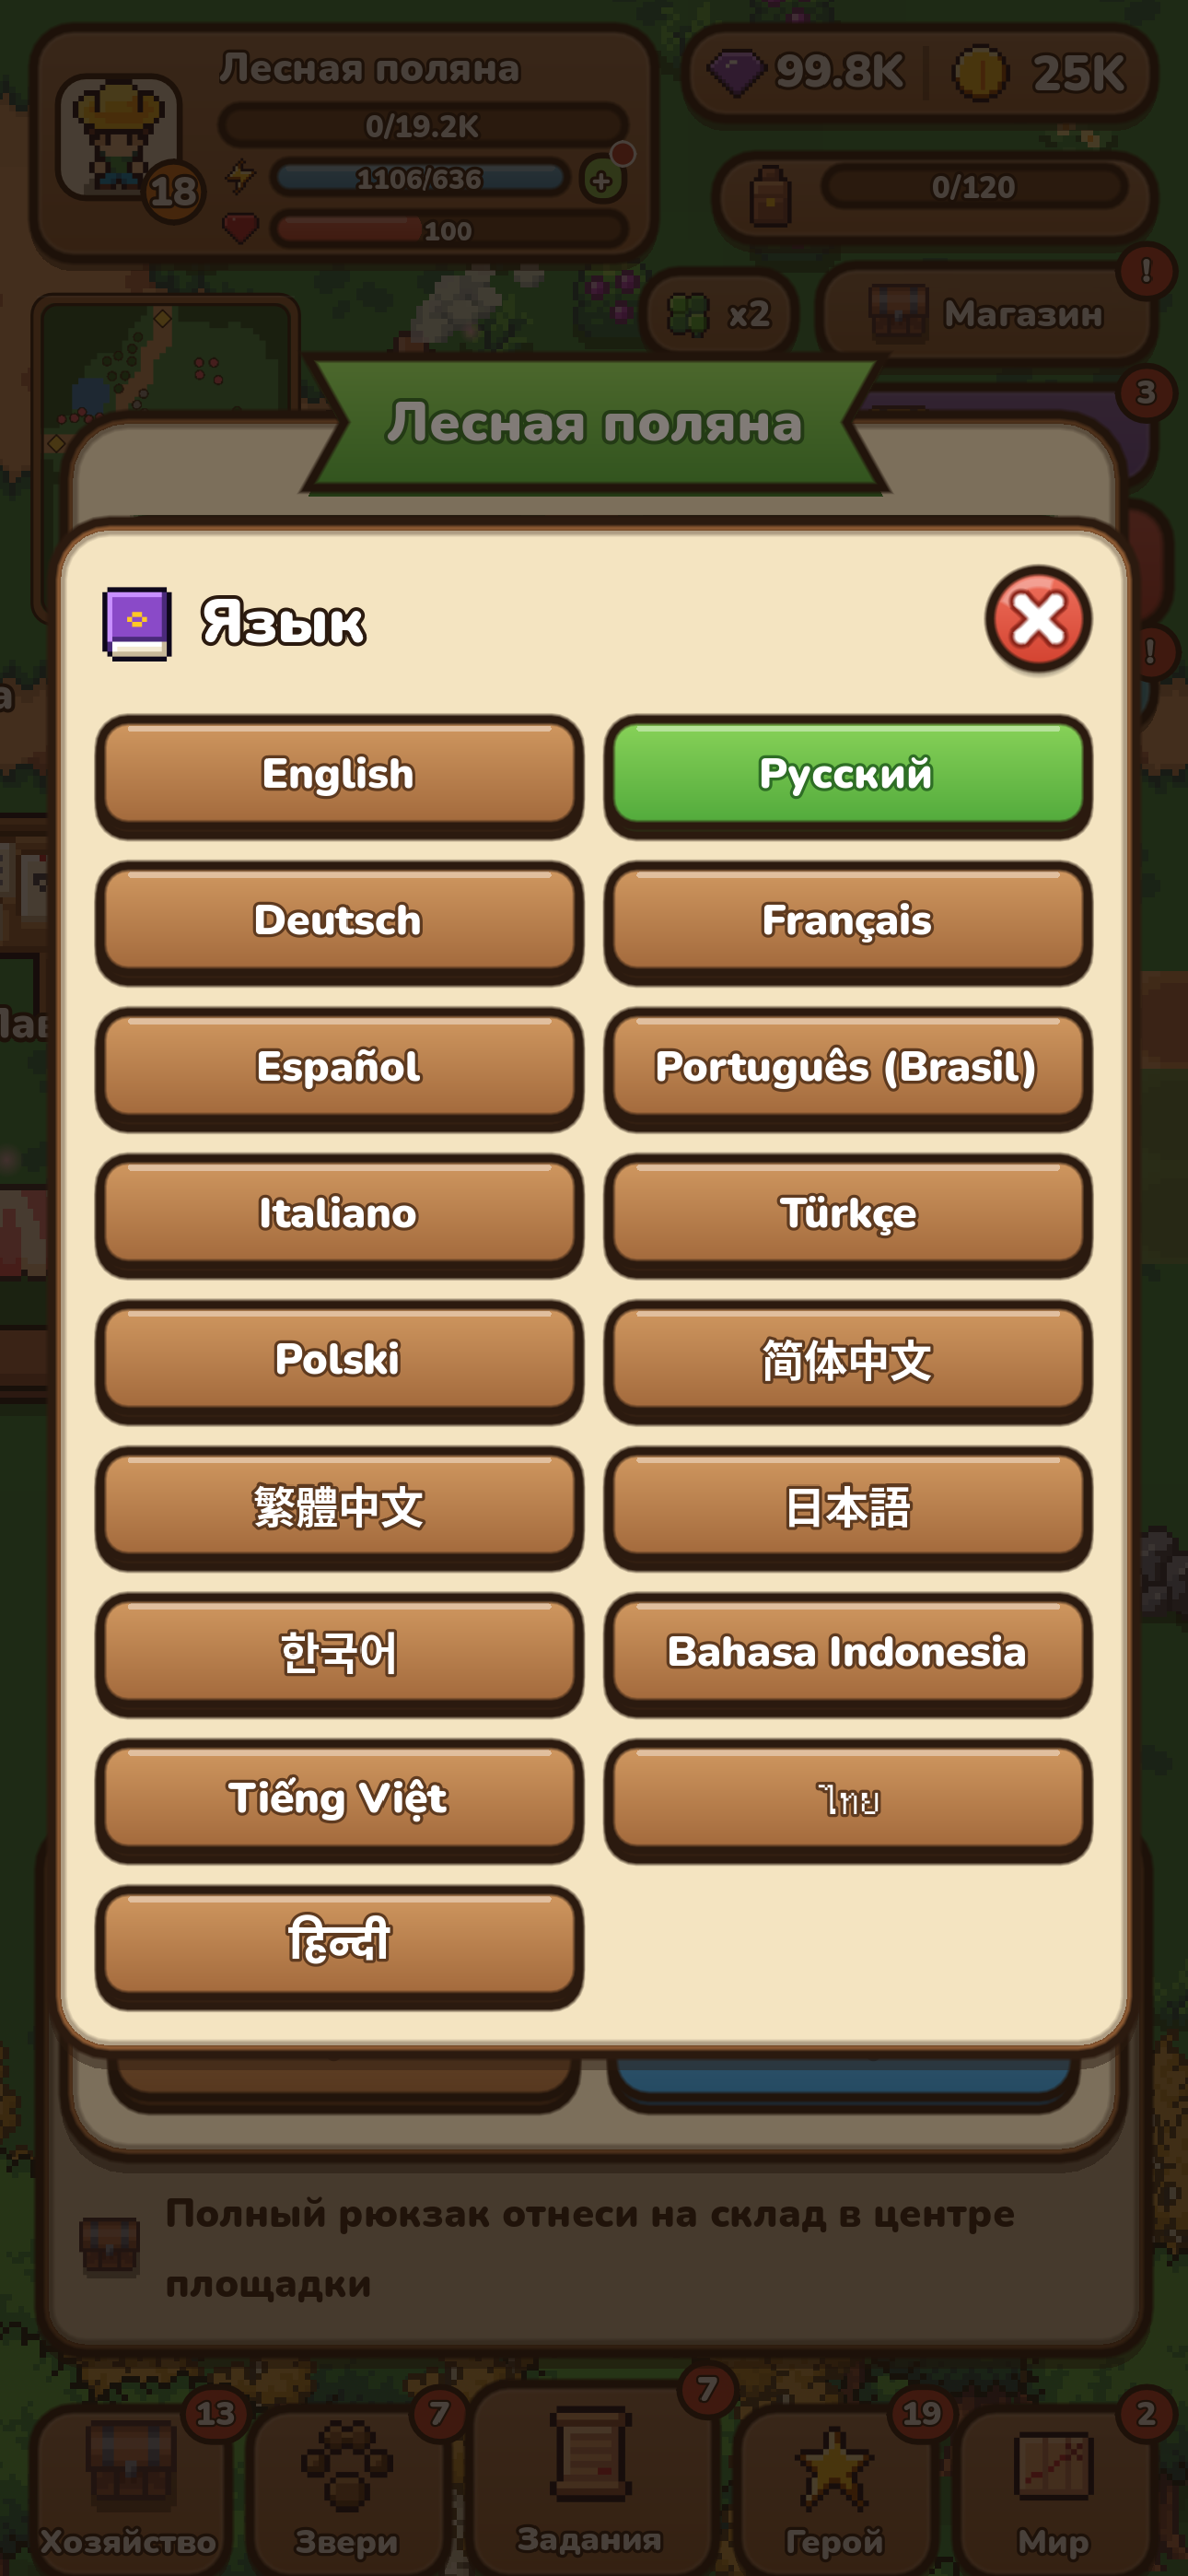 Лесная поляна
99.8K
25K
0/19.2K
1106/636
18
100
0/120
x2
Магазин
!
3
Лесная поляна
Язык
!
English
Русский
Deutsch
Français
Español
Português (Brasil)
Italiano
Türkçe
Polski
简体中文
繁體中文
日本語
한국어
Bahasa Indonesia
Tiếng Việt
ไทย
हिन्दी
Полный рюкзак отнеси на склад в центре
площадки
13
7
7
19
2
Хозяйство
Звери
Задания
Герой
Мир